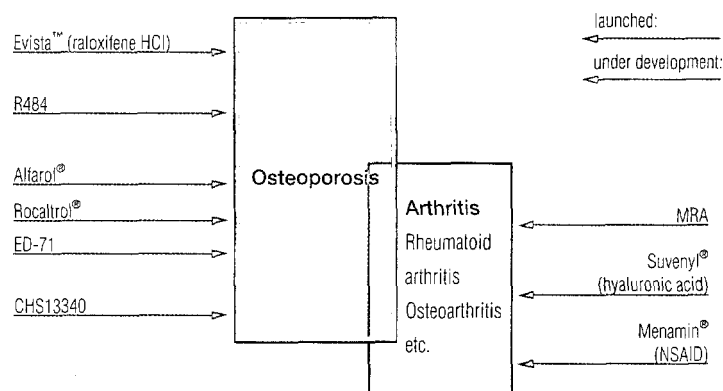 Evista™ (raloxifene HCl)
R484
Alfarol®
Rocaltrol®
ED-71
CHS13340
Osteoporosis
Arthritis
Rheumatoid
arthritis
Osteoarthritis
etc.
launched:
under development:
MRA
Suvenyl®
(hyaluronic acid)
Menamin®
(NSAID)